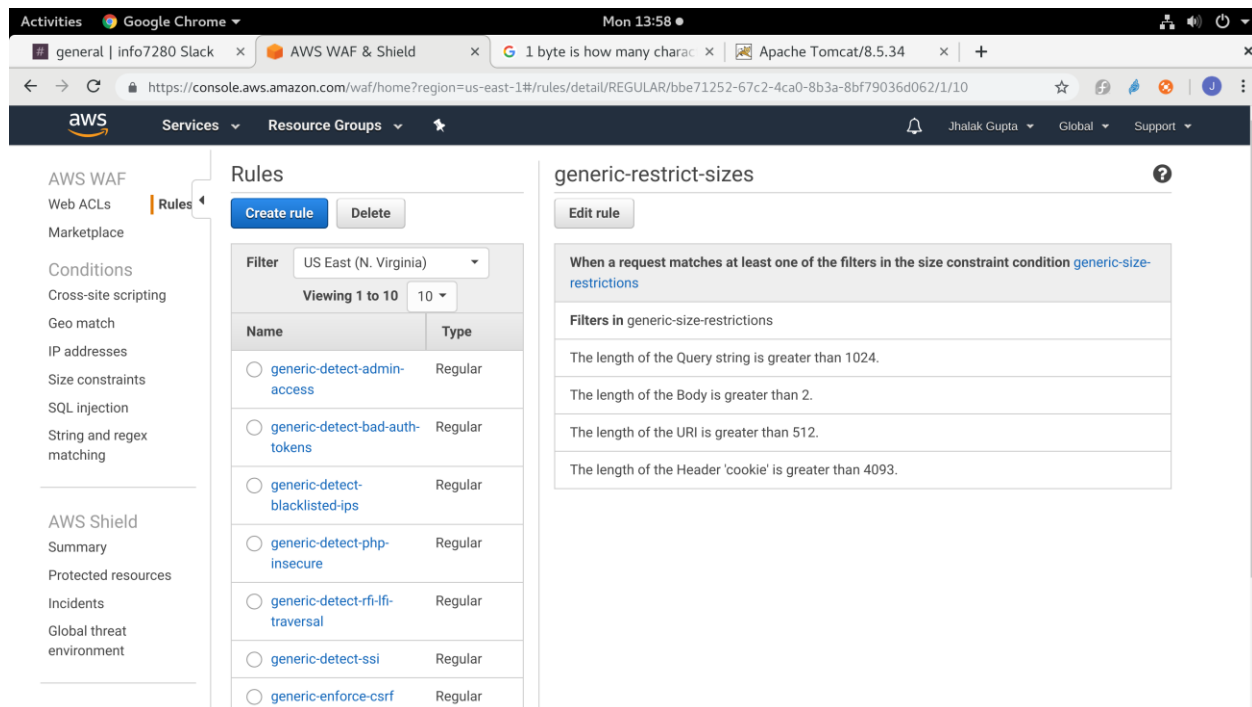 Activities Google Chrome Mon 13:58
# general | info7280 Slack × AWS WAF & Shield × G 1 byte is how many charac × Apache Tomcat/8.5.34 × +
https://console.aws.amazon.com/waf/home?region=us-east-1#/rules/detail/REGULAR/bbe71252-67c2-4ca0-8b3a-8bf79036d062/1/10 J
aws Services Resource Groups Jhalak Gupta Global Support
AWS WAF
Web ACLs
Rules
Marketplace
Conditions
Cross-site scripting
Geo match
IP addresses
Size constraints
SQL injection
String and regex
matching
AWS Shield
Summary
Protected resources
Incidents
Global threat
environment
Rules
Create rule Delete
Filter US East (N. Virginia)
Viewing 1 to 10 10
Name Type
generic-detect-admin- Regular
access
generic-detect-bad-auth- Regular
tokens
generic-detect- Regular
blacklisted-ips
generic-detect-php- Regular
insecure
generic-detect-rfi-lfi- Regular
traversal
generic-detect-ssi Regular
generic-enforce-csrf Regular
generic-restrict-sizes ?
Edit rule
When a request matches at least one of the filters in the size constraint condition generic-size-
restrictions
Filters in generic-size-restrictions
The length of the Query string is greater than 1024.
The length of the Body is greater than 2.
The length of the URI is greater than 512.
The length of the Header 'cookie' is greater than 4093.